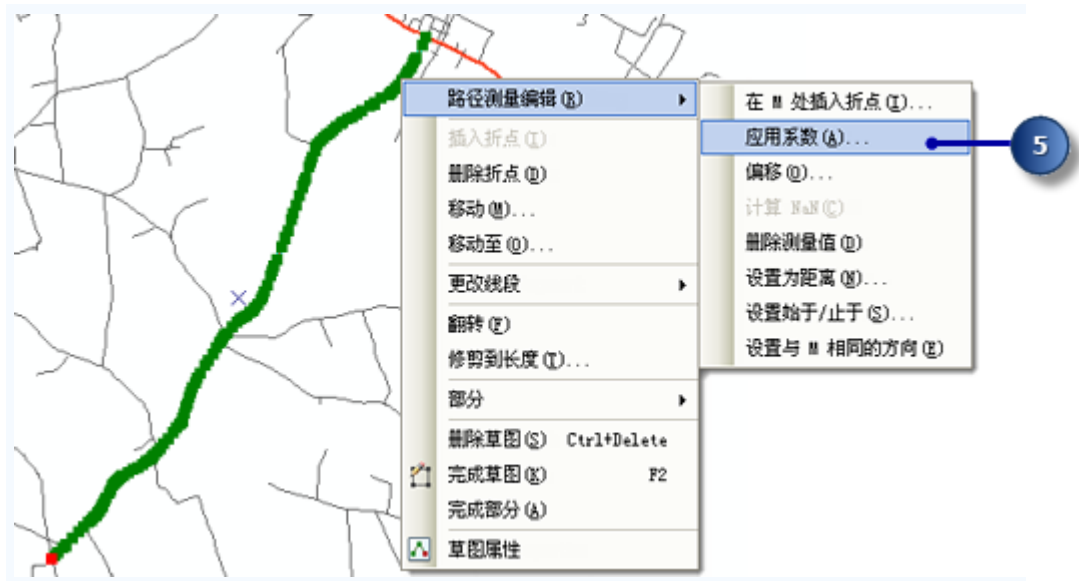 路径测量编辑(R)
插入折点(I)
删除折点(D)
移动(M)...
移动至(O)...
更改线段
翻转(F)
修剪到长度(T)...
部分
删除草图(S) Ctrl+Delete
完成草图(K) F2
完成部分(A)
草图属性
在 M 处插入折点(I)...
应用系数(A)...
偏移(O)...
计算 NaN(C)
删除测量值(D)
设置为距离(N)...
设置始于/止于(S)...
设置与 M 相同的方向(E)
5